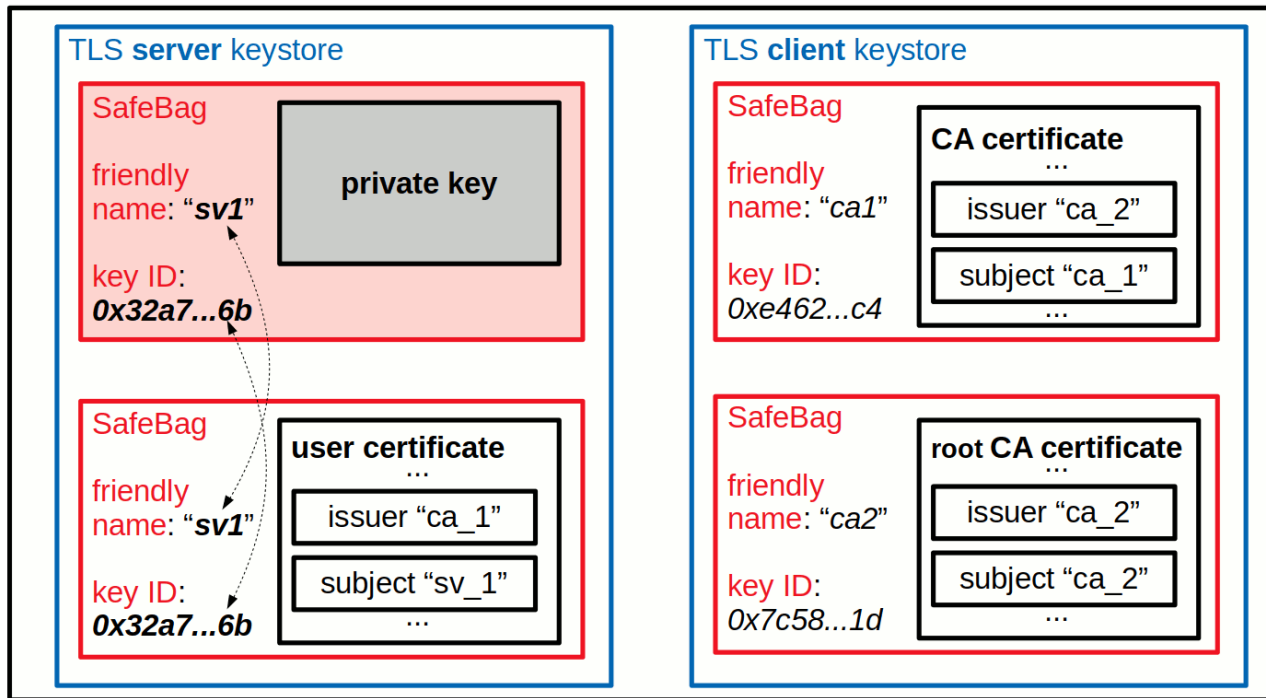 TLS server keystore
SafeBag
friendly
name: “sv1”
key ID:
0x32a7...6b
private key
SafeBag
friendly
name: “sv1”
key ID:
0x32a7...6b
user certificate
...
issuer “ca_1”
subject “sv_1”
...
TLS client keystore
SafeBag
friendly
name: “ca1”
key ID:
0xe462...c4
CA certificate
...
issuer “ca_2”
subject “ca_1”
...
SafeBag
friendly
name: “ca2”
key ID:
0x7c58...1d
root CA certificate
...
issuer “ca_2”
subject “ca_2”
...